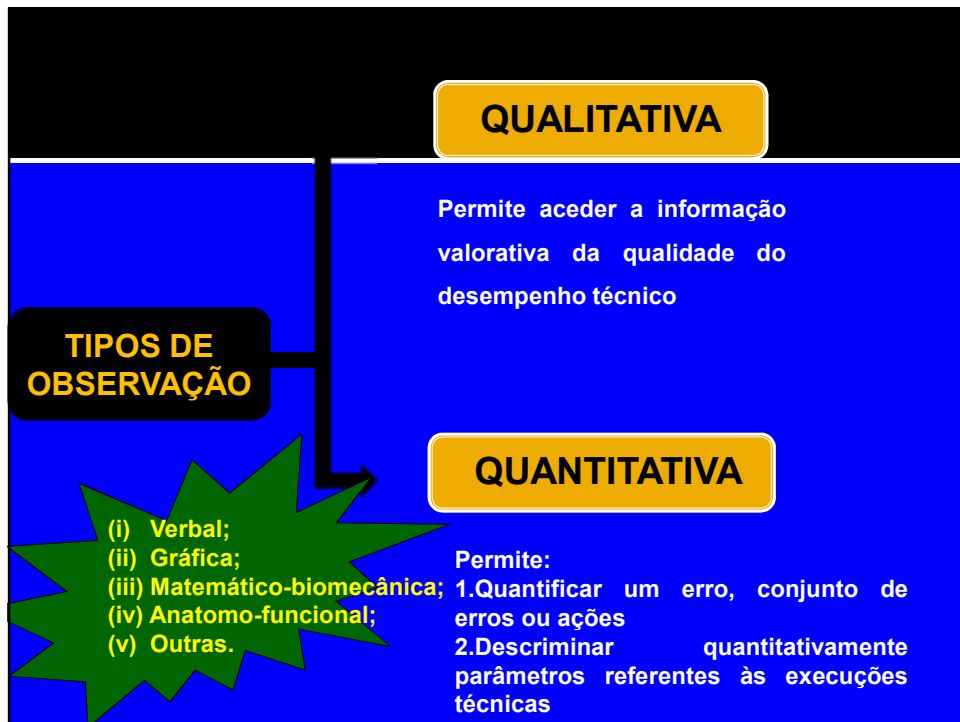 QUALITATIVA
Permite aceder a informação
valorativa da qualidade do
desempenho técnico
TIPOS DE
OBSERVAÇÃO
QUANTITATIVA
(i) Verbal;
(ii) Gráfica;
(iii) Matemático-biomecânica;
(iv) Anatomo-funcional;
(v) Outras.
Permite:
1.Quantificar um erro, conjunto de
erros ou ações
2.Descriminar quantitativamente
parâmetros referentes às execuções
técnicas